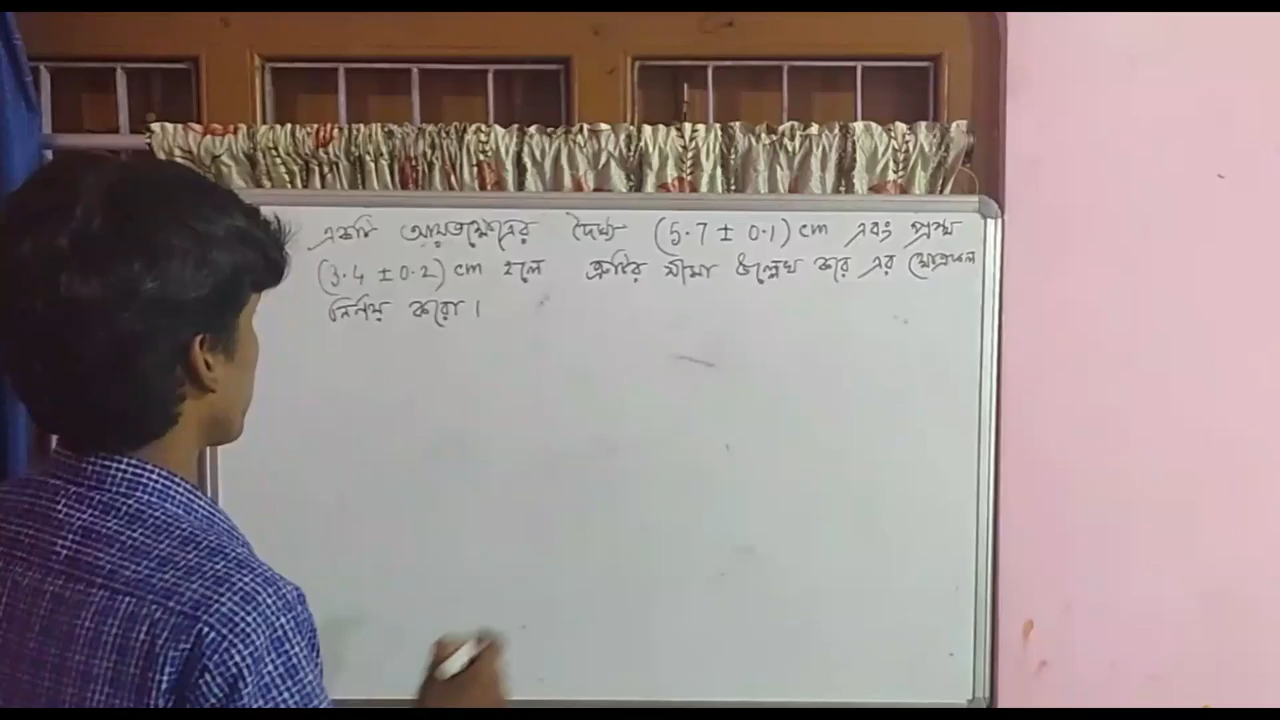 একটি আয়তক্ষেত্রের দৈর্ঘ্য (5.7 ± 0.1) cm এবং প্রস্থ
(3.4 ± 0.2) cm হলে ত্রুটির সীমা উল্লেখ করে এর ক্ষেত্রফল
নির্ণয় করো।